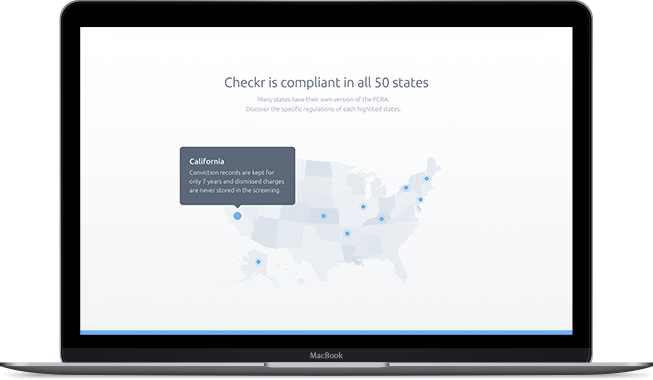 Checkr is compliant in all 50 states
Many states have their own version of the FCRA.
Discover the specific regulations of each highlited states.
California
Conviction records are kept for
only 7 years and dismissed charges
are never stored in the screening.
MacBook